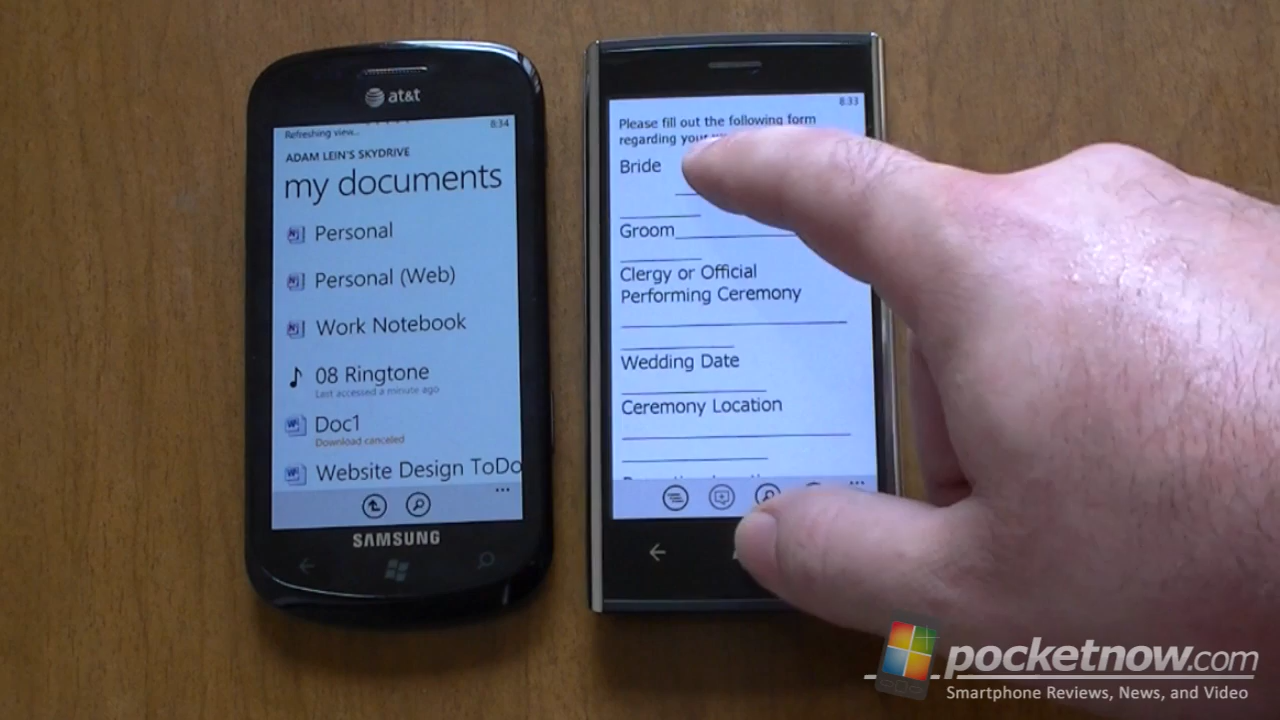 at&t
Refreshing view...
8:34
ADAM LEIN'S SKYDRIVE
my documents
Personal
Personal (Web)
Work Notebook
08 Ringtone
Last accessed a minute ago
Doc1
Download canceled
Website Design ToDo
...
SAMSUNG
8:33
Please fill out the following form
regarding your
Bride
Groom
Clergy or Official
Performing Ceremony
Wedding Date
Ceremony Location
...
pocketnow.com
Smartphone Reviews, News, and Video